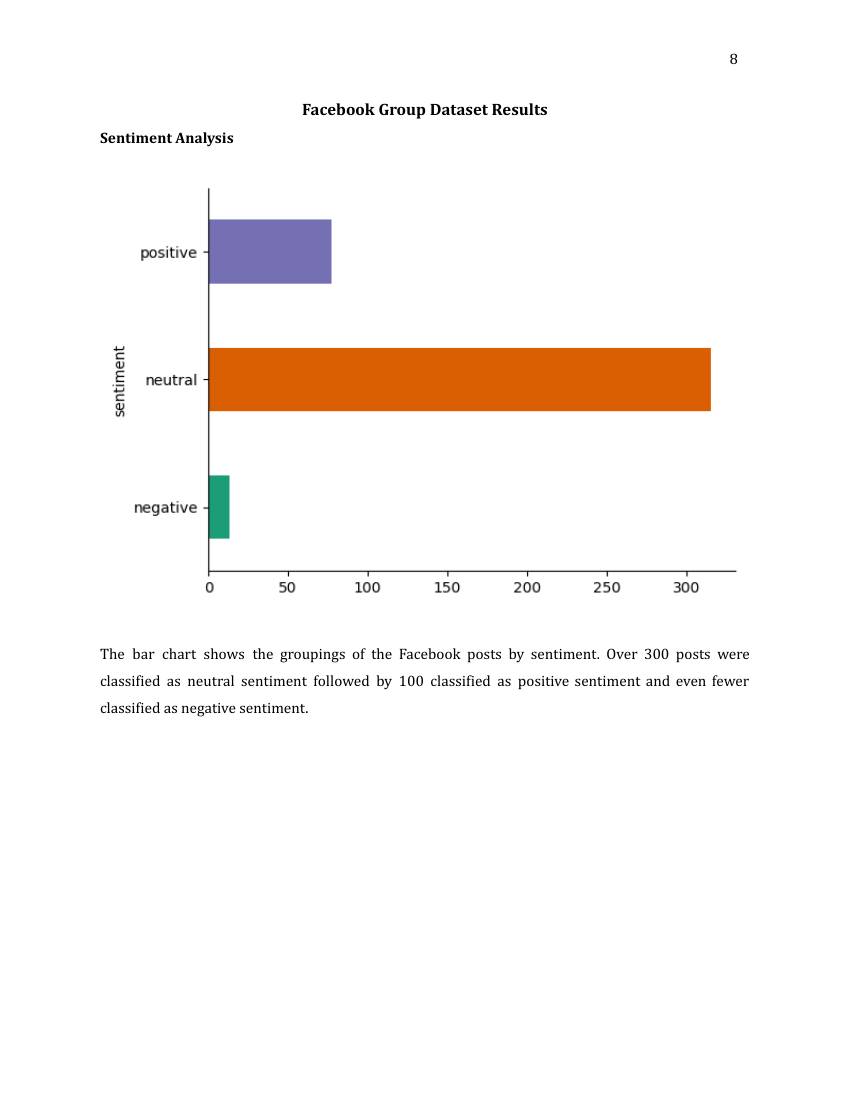 8
Facebook Group Dataset Results
Sentiment Analysis
positive
neutral
negative
sentiment
0 50 100 150 200 250 300
The bar chart shows the groupings of the Facebook posts by sentiment. Over 300 posts were
classified as neutral sentiment followed by 100 classified as positive sentiment and even fewer
classified as negative sentiment.